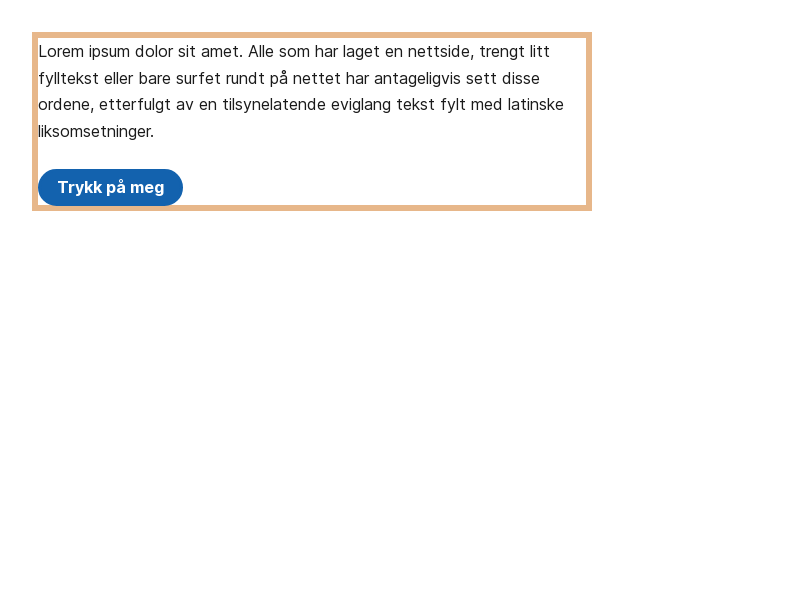 Lorem ipsum dolor sit amet. Alle som har laget en nettside, trengt litt
fylltekst eller bare surfet rundt på nettet har antageligvis sett disse
ordene, etterfulgt av en tilsynelatende eviglang tekst fylt med latinske
liksomsetninger.
Trykk på meg